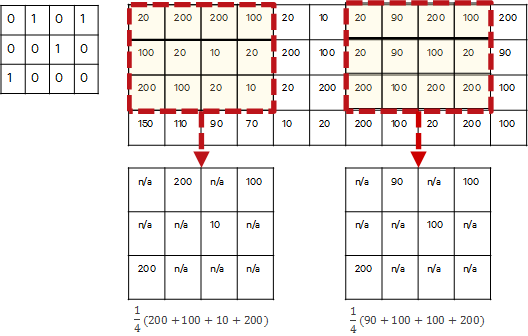 0 1 0 1
0 0 1 0
1 0 0 0
20 200 200 100 20 10 20 90 200 100 200
100 20 10 20 200 100 20 90 100 20 90
200 100 20 10 20 200 200 100 200 200 100
150 110 90 70 10 20 200 100 20 200 100
n/a 200 n/a 100
n/a n/a 10 n/a
200 n/a n/a n/a
1/4 (200 + 100 + 10 + 200)
n/a 90 n/a 100
n/a n/a 100 n/a
200 n/a n/a n/a
1/4 (90 + 100 + 100 + 200)